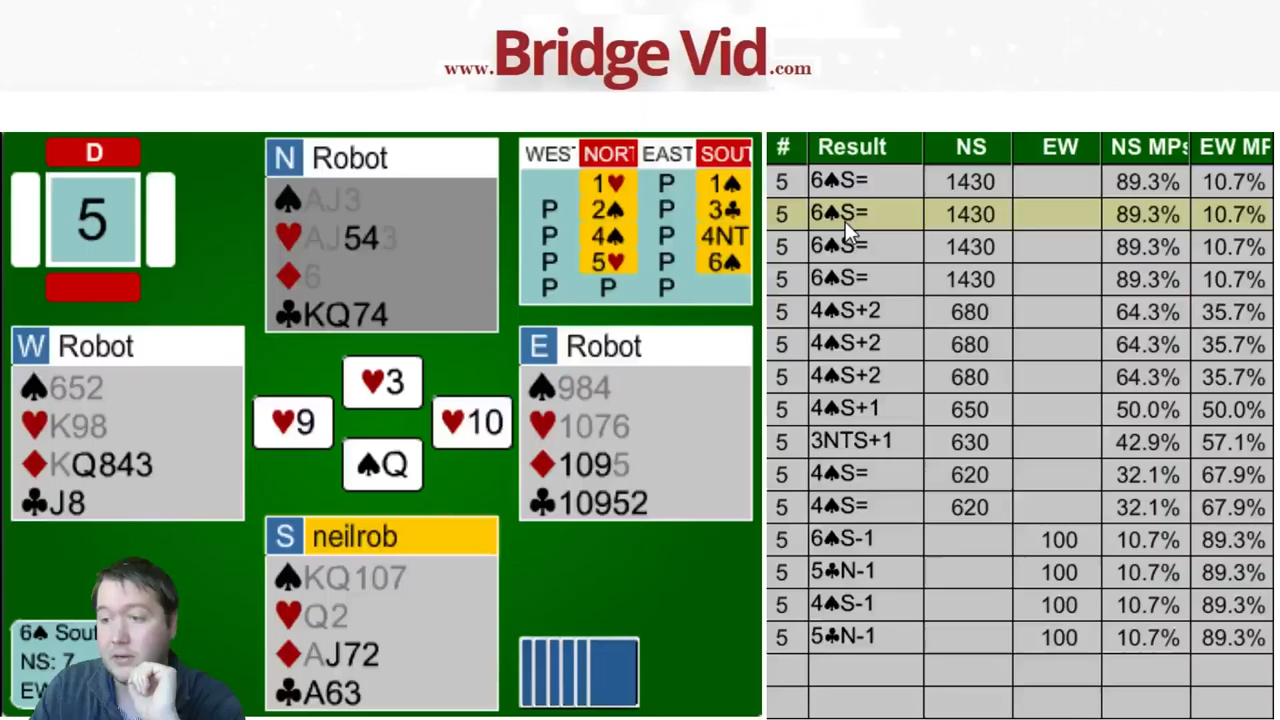 www.Bridge Vid.com
D
5
N Robot
♠AJ3
♥AJ543
♦6
♣KQ74
WEST NORT EAST SOUT
1♥ P 1♠
P 2♠ P 3♣
P 4♠ P 4NT
P 5♥ P 6♠
P P P
W Robot
♠652
♥K98
♦KQ843
♣J8
♥3
♥9
♥10
♠Q
E Robot
♠984
♥1076
♦1095
♣10952
S neilrob
♠KQ107
♥Q2
♦AJ72
♣A63
6♠ Sout
NS: 7
EW
# Result NS EW NS MPs EW MP
5 6♠S= 1430 89.3% 10.7%
5 6♠S= 1430 89.3% 10.7%
5 6♠S= 1430 89.3% 10.7%
5 6♠S= 1430 89.3% 10.7%
5 4♠S+2 680 64.3% 35.7%
5 4♠S+2 680 64.3% 35.7%
5 4♠S+2 680 64.3% 35.7%
5 4♠S+1 650 50.0% 50.0%
5 3NTS+1 630 42.9% 57.1%
5 4♠S= 620 32.1% 67.9%
5 4♠S= 620 32.1% 67.9%
5 6♠S-1 100 10.7% 89.3%
5 5♣N-1 100 10.7% 89.3%
5 4♠S-1 100 10.7% 89.3%
5 5♣N-1 100 10.7% 89.3%